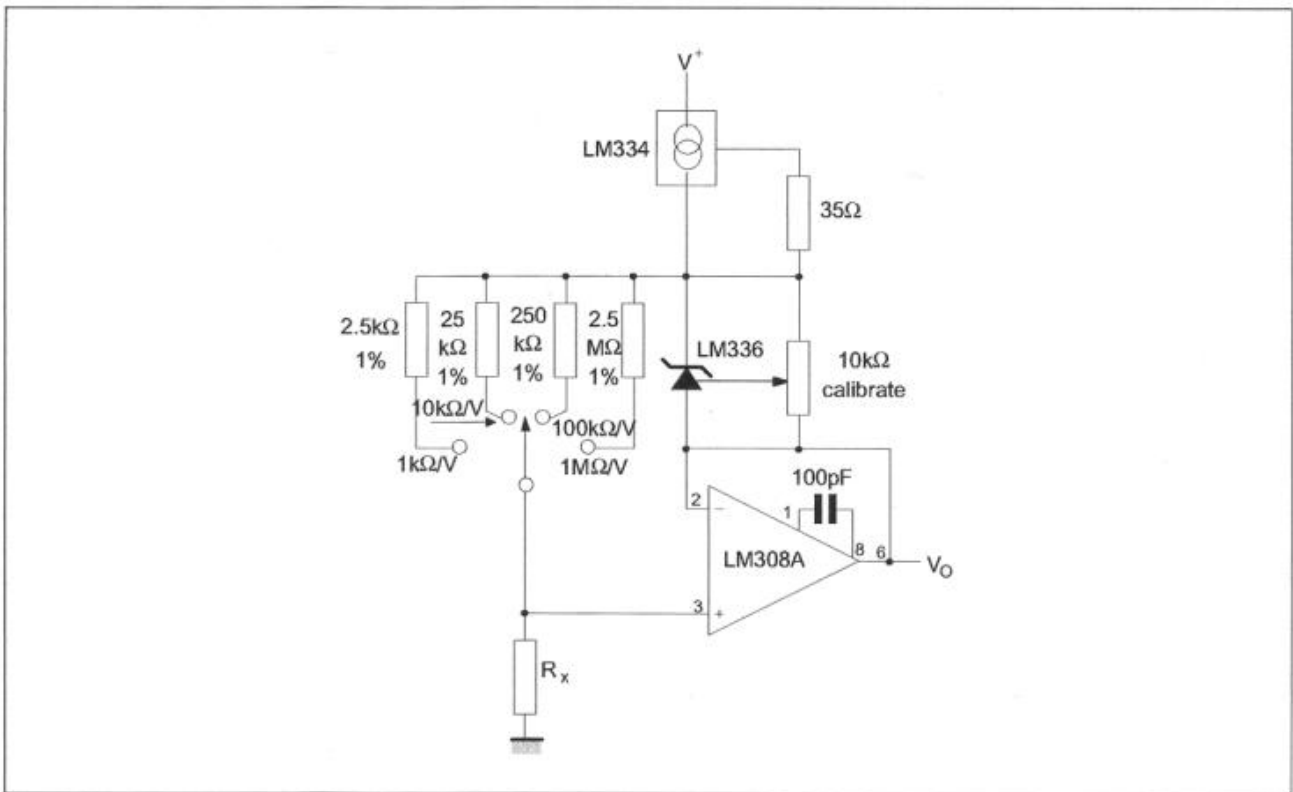 V+
LM334
35Ω
2.5kΩ
1%
25
kΩ
1%
250
kΩ
1%
2.5
MΩ
1%
LM336
10kΩ
calibrate
10kΩ/V
100kΩ/V
1kΩ/V
1MΩ/V
100pF
2
−
1
LM308A
8
6
VO
3
+
Rx